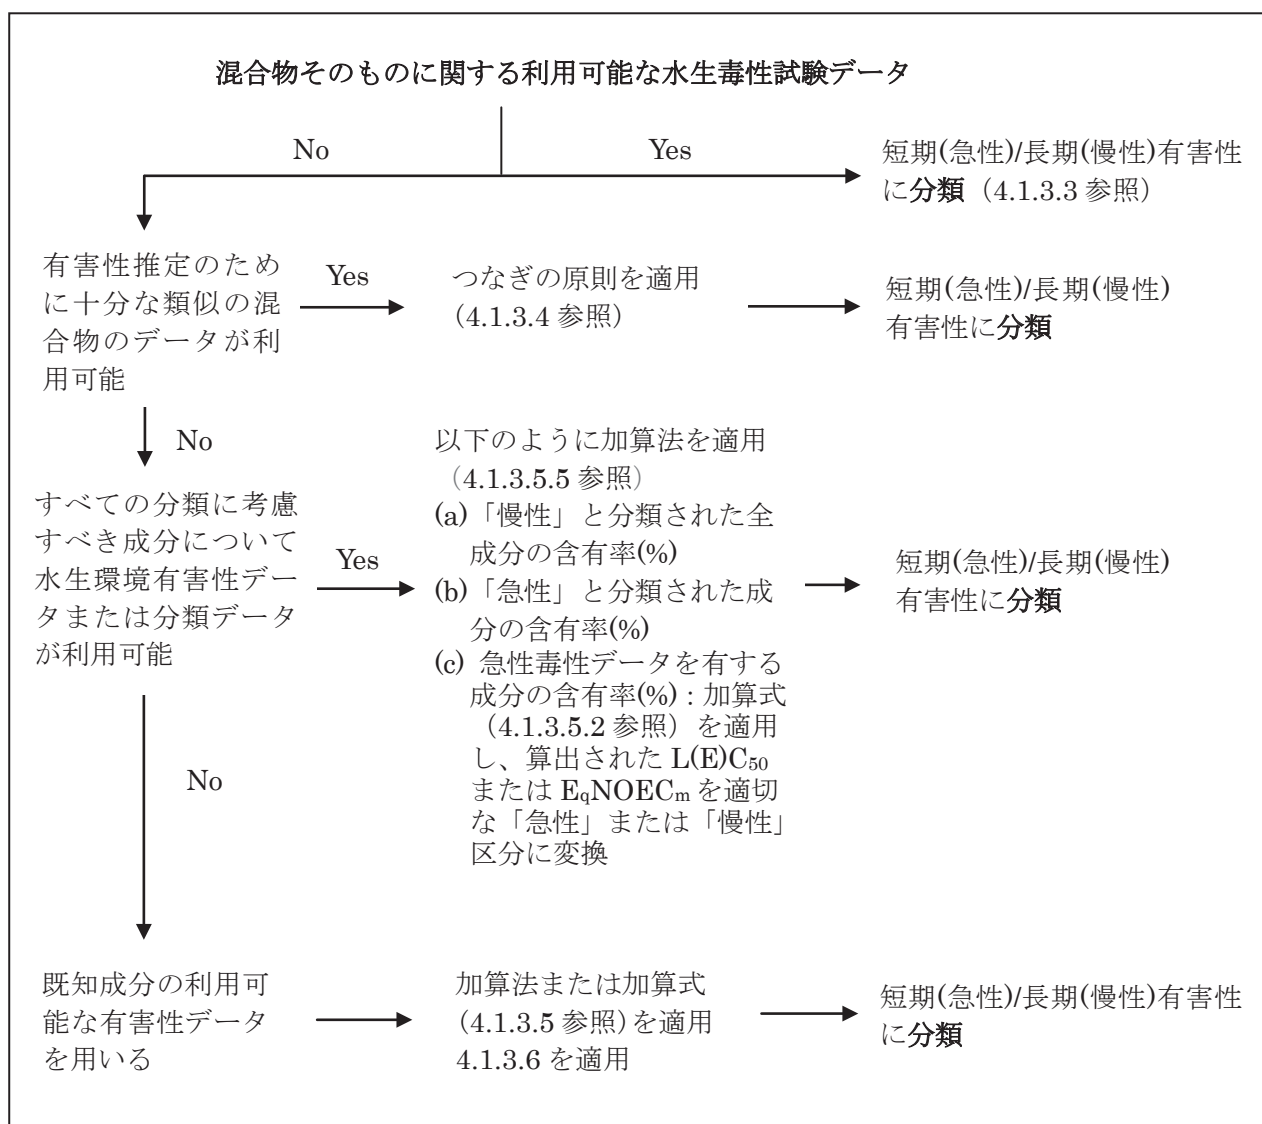 混合物そのものに関する利用可能な水生毒性試験データ
No
Yes
短期(急性)/長期(慢性)有害性
に分類（4.1.3.3 参照）
有害性推定のため
に十分な類似の混
合物のデータが利
用可能
Yes
つなぎの原則を適用
（4.1.3.4 参照）
短期(急性)/長期(慢性)
有害性に分類
No
すべての分類に考慮
すべき成分について
水生環境有害性デー
タまたは分類データ
が利用可能
Yes
以下のように加算法を適用
（4.1.3.5.5 参照）
(a)「慢性」と分類された全
成分の含有率(%)
(b)「急性」と分類された成
分の含有率(%)
(c) 急性毒性データを有する
成分の含有率(%) : 加算式
（4.1.3.5.2 参照）を適用
し、算出された L(E)C₅₀
または EqNOECm を適切
な「急性」または「慢性」
区分に変換
短期(急性)/長期(慢性)
有害性に分類
No
既知成分の利用可
能な有害性データ
を用いる
加算法または加算式
(4.1.3.5 参照)を適用
4.1.3.6 を適用
短期(急性)/長期(慢性)有害性
に分類